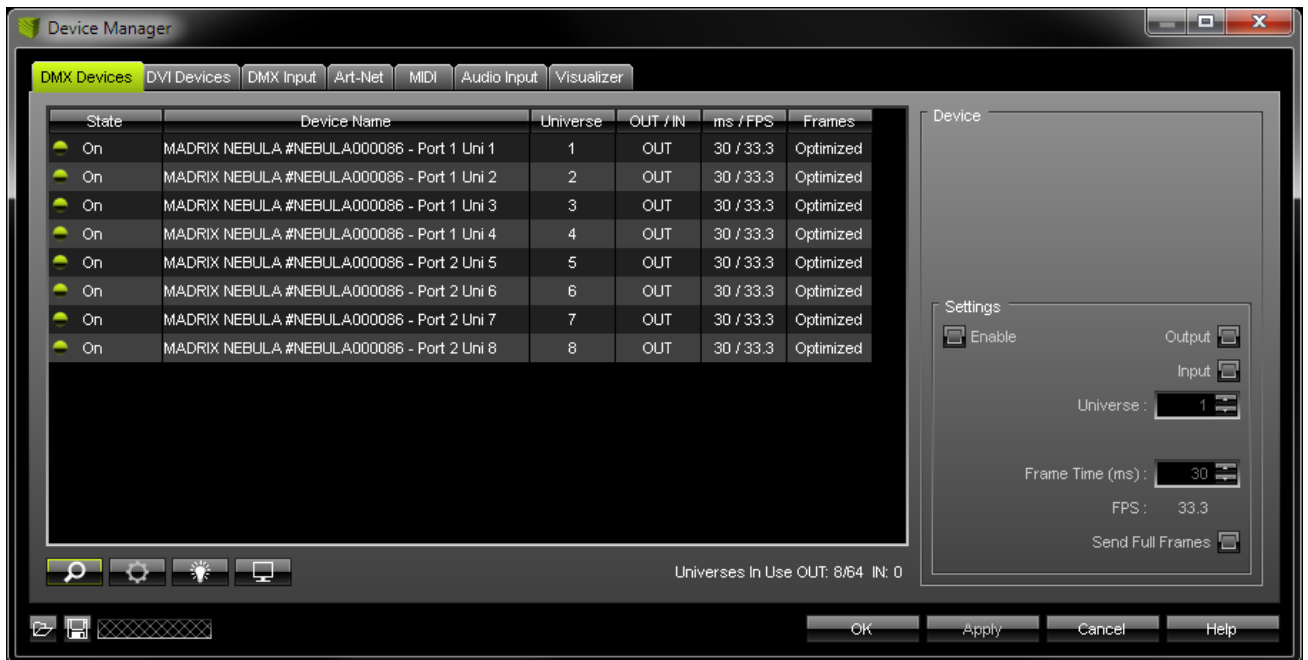 Device Manager
DMX Devices DVI Devices DMX Input Art-Net MIDI Audio Input Visualizer
State Device Name Universe OUT / IN ms / FPS Frames
On MADRIX NEBULA #NEBULA000086 - Port 1 Uni 1 1 OUT 30 / 33.3 Optimized
On MADRIX NEBULA #NEBULA000086 - Port 1 Uni 2 2 OUT 30 / 33.3 Optimized
On MADRIX NEBULA #NEBULA000086 - Port 1 Uni 3 3 OUT 30 / 33.3 Optimized
On MADRIX NEBULA #NEBULA000086 - Port 1 Uni 4 4 OUT 30 / 33.3 Optimized
On MADRIX NEBULA #NEBULA000086 - Port 2 Uni 5 5 OUT 30 / 33.3 Optimized
On MADRIX NEBULA #NEBULA000086 - Port 2 Uni 6 6 OUT 30 / 33.3 Optimized
On MADRIX NEBULA #NEBULA000086 - Port 2 Uni 7 7 OUT 30 / 33.3 Optimized
On MADRIX NEBULA #NEBULA000086 - Port 2 Uni 8 8 OUT 30 / 33.3 Optimized
Universes In Use OUT: 8/64 IN: 0
Device
Settings
Enable Output
Input
Universe : 1
Frame Time (ms) : 30
FPS : 33.3
Send Full Frames
OK Apply Cancel Help